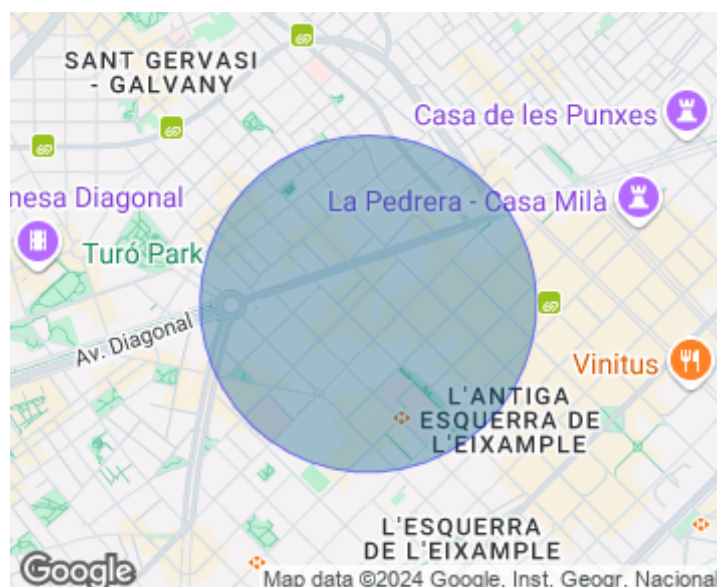 SANT GERVASI
- GALVANY
Casa de les Punxes
nesa Diagonal
La Pedrera - Casa Milà
Turó Park
Av. Diagonal
Vinitus
L'ANTIGA
ESQUERRA DE
L'EIXAMPLE
L'ESQUERRA
DE L'EIXAMPLE
Google
Map data ©2024 Google, Inst. Geogr. Nacional